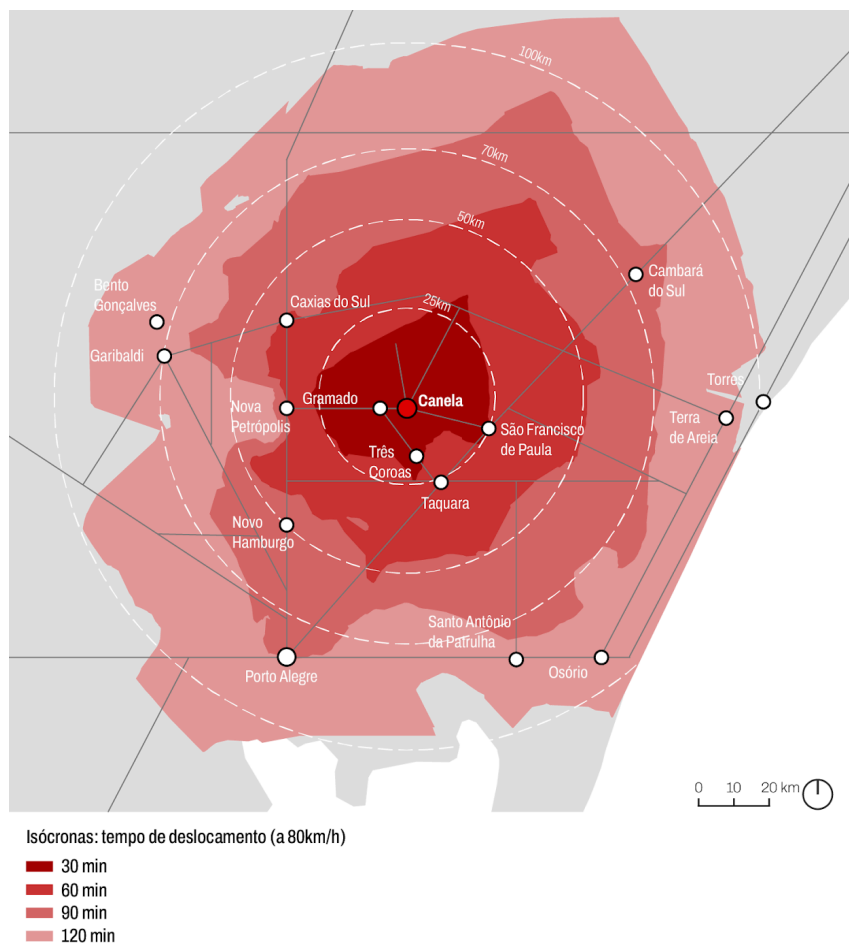 100km
70km
50km
25km
Bento
Gonçalves
Caxias do Sul
Cambará
do Sul
Garibaldi
Torres
Nova
Petrópolis
Gramado
Canela
São Francisco
de Paula
Terra
de Areia
Três
Coroas
Taquara
Novo
Hamburgo
Santo Antônio
da Patrulha
Porto Alegre
Osório
0 10 20 km
Isócronas: tempo de deslocamento (a 80km/h)
30 min
60 min
90 min
120 min